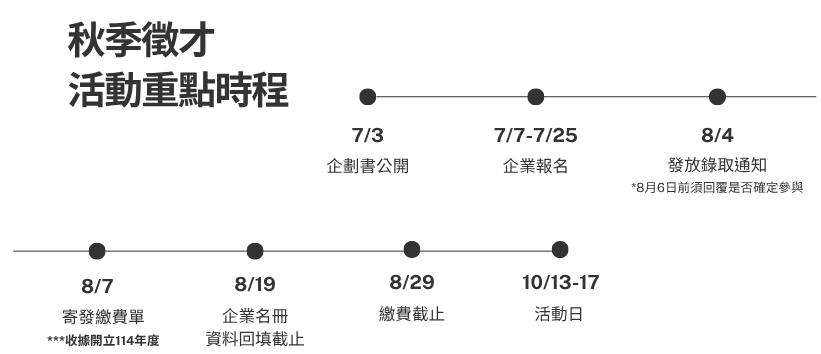 秋季徵才
活動重點時程
7/3
企劃書公開
7/7-7/25
企業報名
8/4
發放錄取通知
*8月6日前須回覆是否確定參與
8/7
寄發繳費單
***收據開立114年度
8/19
企業名冊
資料回填截止
8/29
繳費截止
10/13-17
活動日